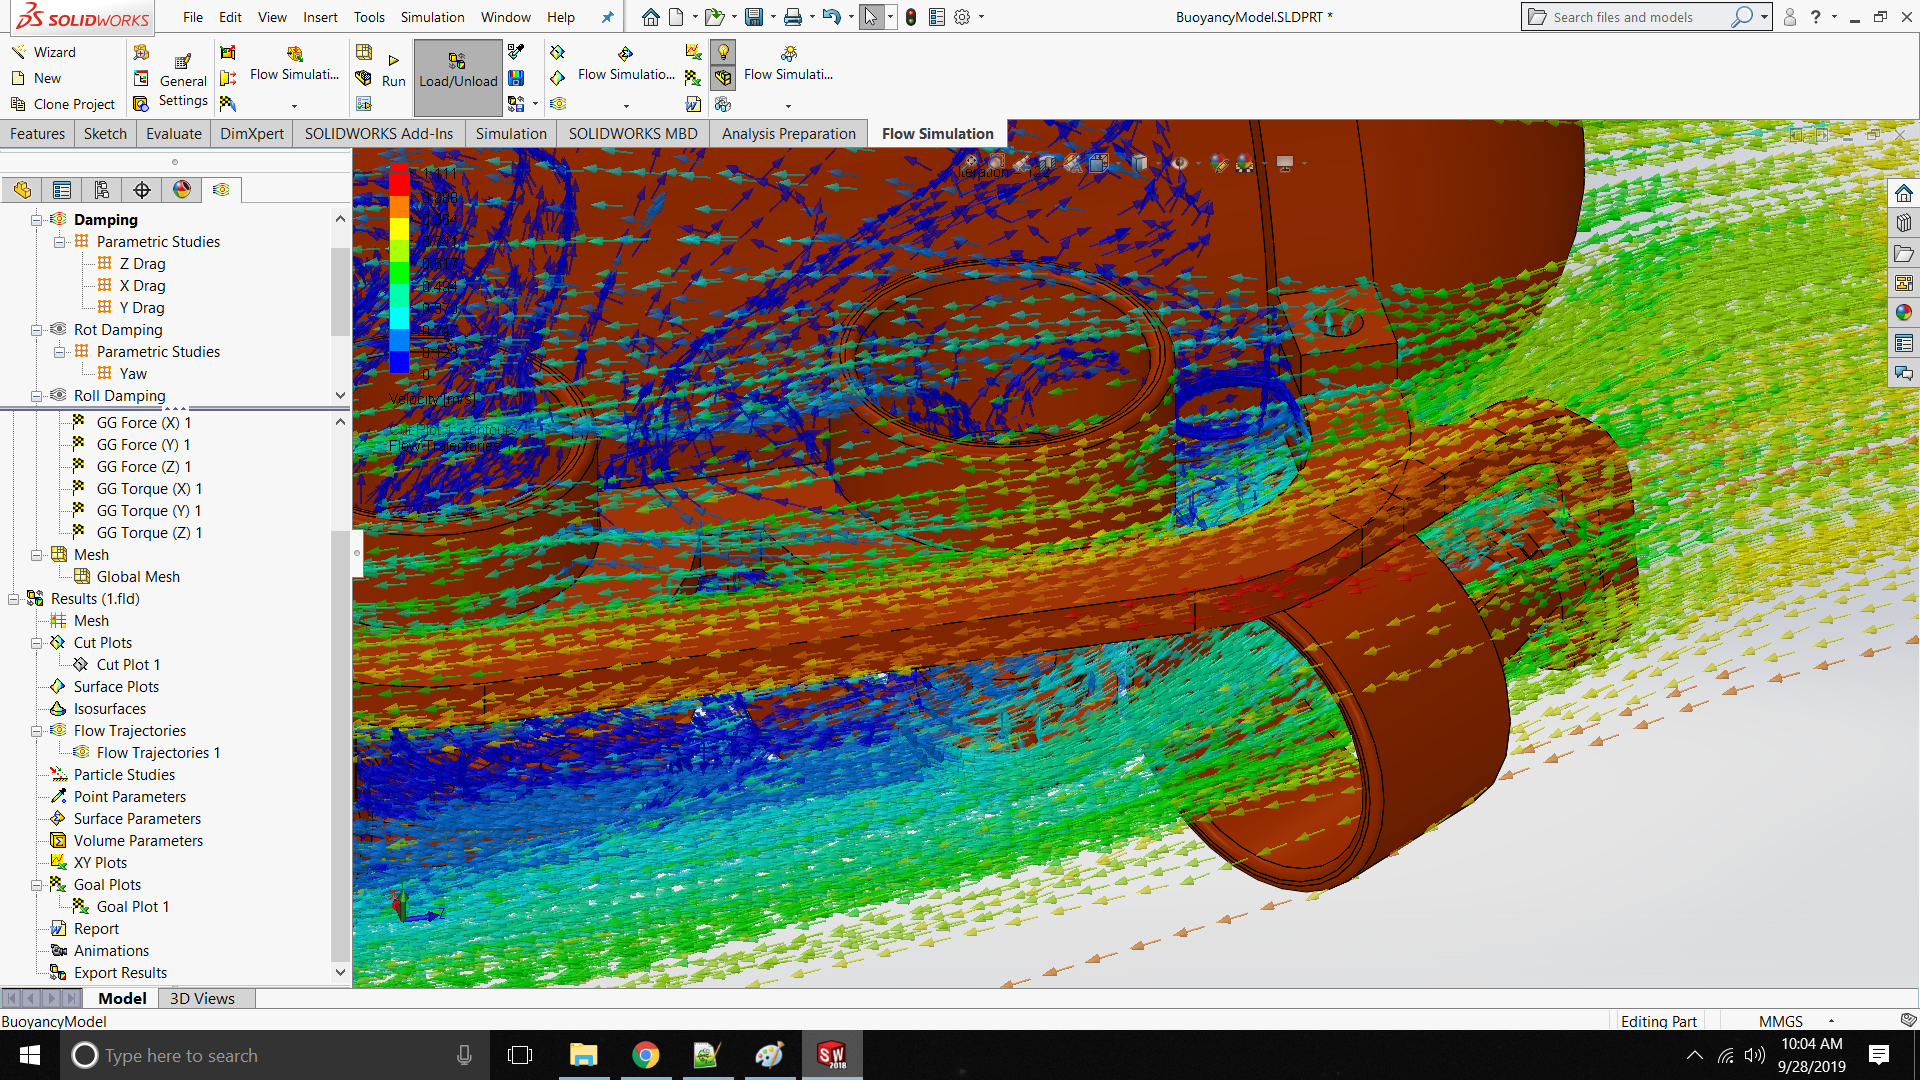 SOLIDWORKS
File Edit View Insert Tools Simulation Window Help
BuoyancyModel.SLDPRT *
Search files and models
Wizard
New
Clone Project
General Settings
Flow Simulati...
Run
Load/Unload
Flow Simulatio...
Flow Simulati...
Features Sketch Evaluate DimXpert SOLIDWORKS Add-Ins Simulation SOLIDWORKS MBD Analysis Preparation Flow Simulation
Damping
Parametric Studies
Z Drag
X Drag
Y Drag
Rot Damping
Parametric Studies
Yaw
Roll Damping
GG Force (X) 1
GG Force (Y) 1
GG Force (Z) 1
GG Torque (X) 1
GG Torque (Y) 1
GG Torque (Z) 1
Mesh
Global Mesh
Results (1.fld)
Mesh
Cut Plots
Cut Plot 1
Surface Plots
Isosurfaces
Flow Trajectories
Flow Trajectories 1
Particle Studies
Point Parameters
Surface Parameters
Volume Parameters
XY Plots
Goal Plots
Goal Plot 1
Report
Animations
Export Results
1.111
0.617
0.494
0.370
0.247
0.123
0
Velocity [m/s]
Cut Plot 1: contours
Flow Trajectories 1
Iteration = 122
Z
Model 3D Views
BuoyancyModel
Editing Part
MMGS
Type here to search
SW
2018
10:04 AM
9/28/2019